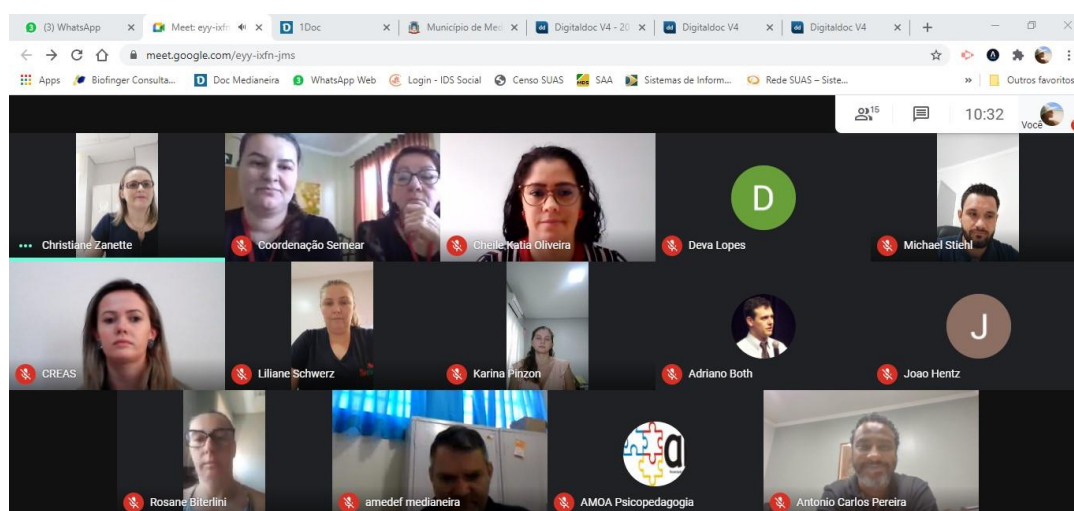 (3) WhatsApp
Meet: eyy-ixfn
1Doc
Município de Med
Digitaldoc V4 - 20
Digitaldoc V4
Digitaldoc V4
meet.google.com/eyy-ixfn-jms
Apps
Biofinger Consulta...
Doc Medianeira
WhatsApp Web
Login - IDS Social
Censo SUAS
SAA
Sistemas de Inform...
Rede SUAS – Siste...
Outros favoritos
15
10:32
Você
D
Christiane Zanette
Coordenação Semear
Cheile Katia Oliveira
Deva Lopes
Michael Stiehl
J
CREAS
Liliane Schwerz
Karina Pinzon
Adriano Both
Joao Hentz
a
Rosane Biterlini
amedef medianeira
AMOA Psicopedagogia
Antonio Carlos Pereira